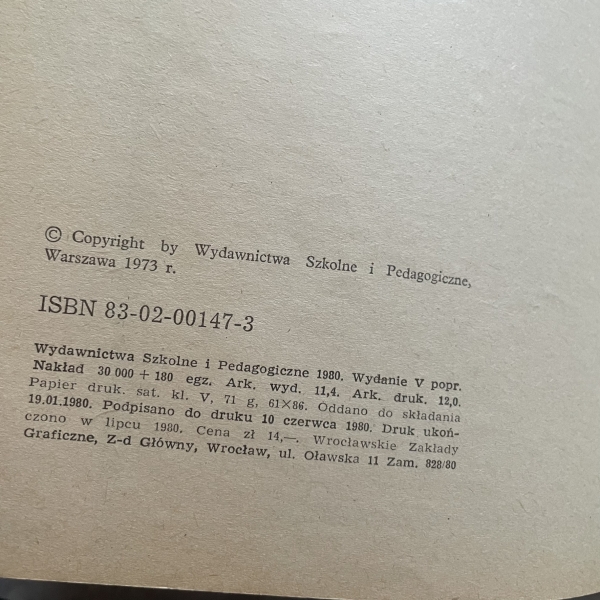 © Copyright by Wydawnictwa Szkolne i Pedagogiczne,
Warszawa 1973 r.
ISBN 83-02-00147-3
Wydawnictwa Szkolne i Pedagogiczne 1980. Wydanie V popr.
Nakład 30 000 + 180 egz. Ark. wyd. 11,4. Ark. druk. 12,0.
Papier druk. sat. kl. V, 71 g, 61×86. Oddano do składania
19.01.1980. Podpisano do druku 10 czerwca 1980. Druk ukoń-
czono w lipcu 1980. Cena zł 14,—. Wrocławskie Zakłady
Graficzne, Z-d Główny, Wrocław, ul. Oławska 11 Zam. 828/80